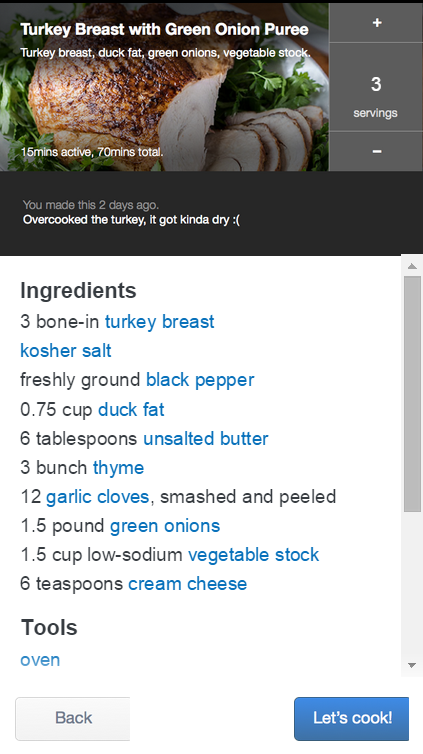 Turkey Breast with Green Onion Puree
Turkey breast, duck fat, green onions, vegetable stock.
15mins active, 70mins total.
+
3
servings
−
You made this 2 days ago.
Overcooked the turkey, it got kinda dry :(
Ingredients
3 bone-in turkey breast
kosher salt
freshly ground black pepper
0.75 cup duck fat
6 tablespoons unsalted butter
3 bunch thyme
12 garlic cloves, smashed and peeled
1.5 pound green onions
1.5 cup low-sodium vegetable stock
6 teaspoons cream cheese
Tools
oven
Back
Let's cook!